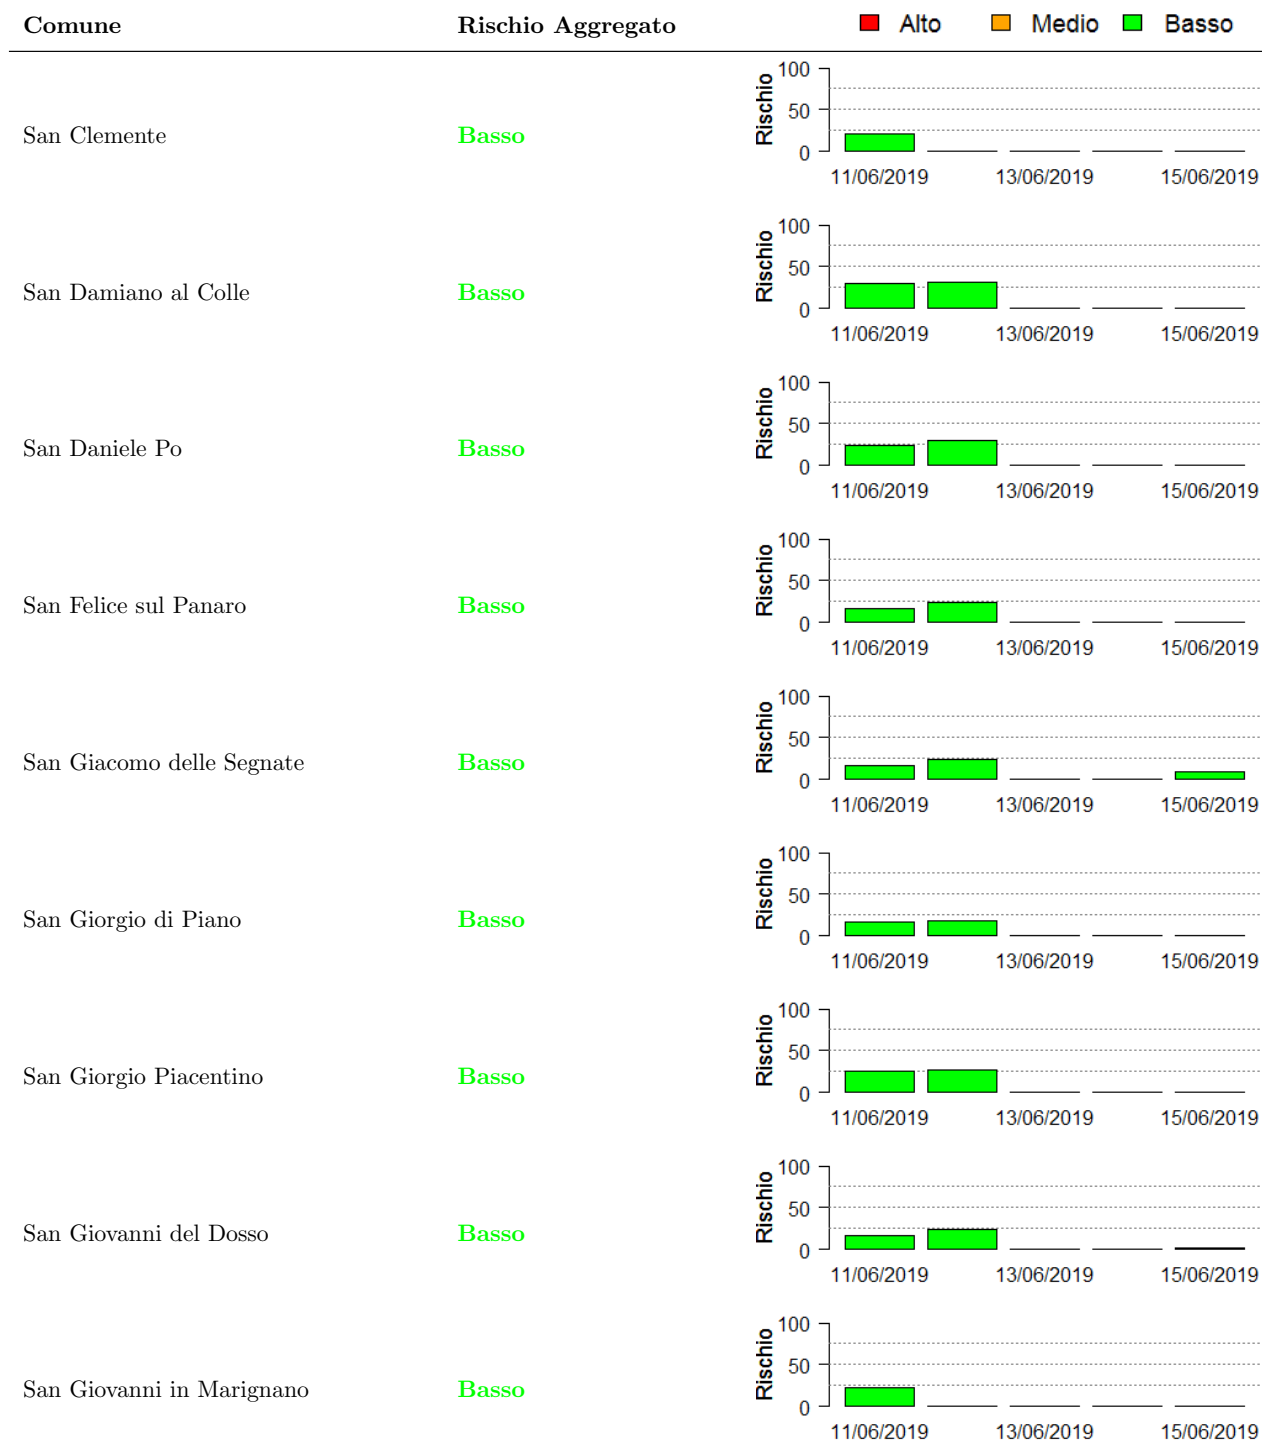 Comune Rischio Aggregato Alto Medio Basso
100
50
0
Rischio
San Clemente Basso
11/06/2019 13/06/2019 15/06/2019
100
50
0
Rischio
San Damiano al Colle Basso
11/06/2019 13/06/2019 15/06/2019
100
50
0
Rischio
San Daniele Po Basso
11/06/2019 13/06/2019 15/06/2019
100
50
0
Rischio
San Felice sul Panaro Basso
11/06/2019 13/06/2019 15/06/2019
100
50
0
Rischio
San Giacomo delle Segnate Basso
11/06/2019 13/06/2019 15/06/2019
100
50
0
Rischio
San Giorgio di Piano Basso
11/06/2019 13/06/2019 15/06/2019
100
50
0
Rischio
San Giorgio Piacentino Basso
11/06/2019 13/06/2019 15/06/2019
100
50
0
Rischio
San Giovanni del Dosso Basso
11/06/2019 13/06/2019 15/06/2019
100
50
0
Rischio
San Giovanni in Marignano Basso
11/06/2019 13/06/2019 15/06/2019